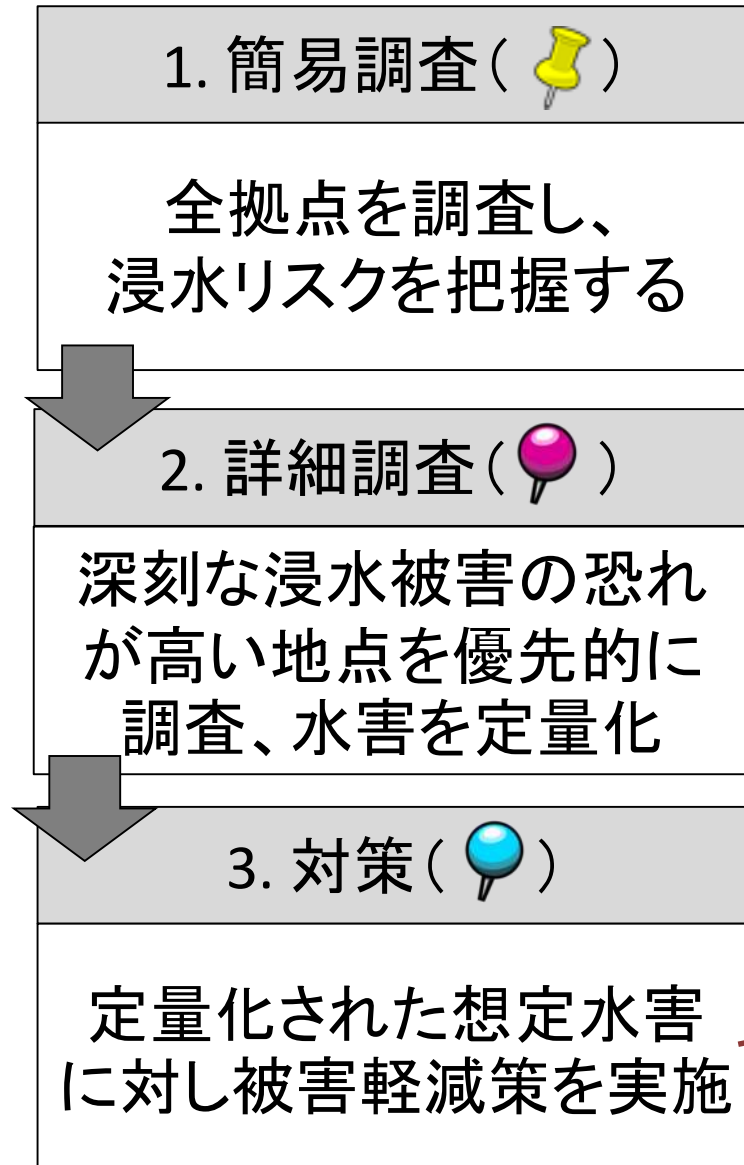 1. 簡易調査( )
全拠点を調査し、
浸水リスクを把握する
2. 詳細調査( )
深刻な浸水被害の恐れ
が高い地点を優先的に
調査、水害を定量化
3. 対策( )
定量化された想定水害
に対し被害軽減策を実施